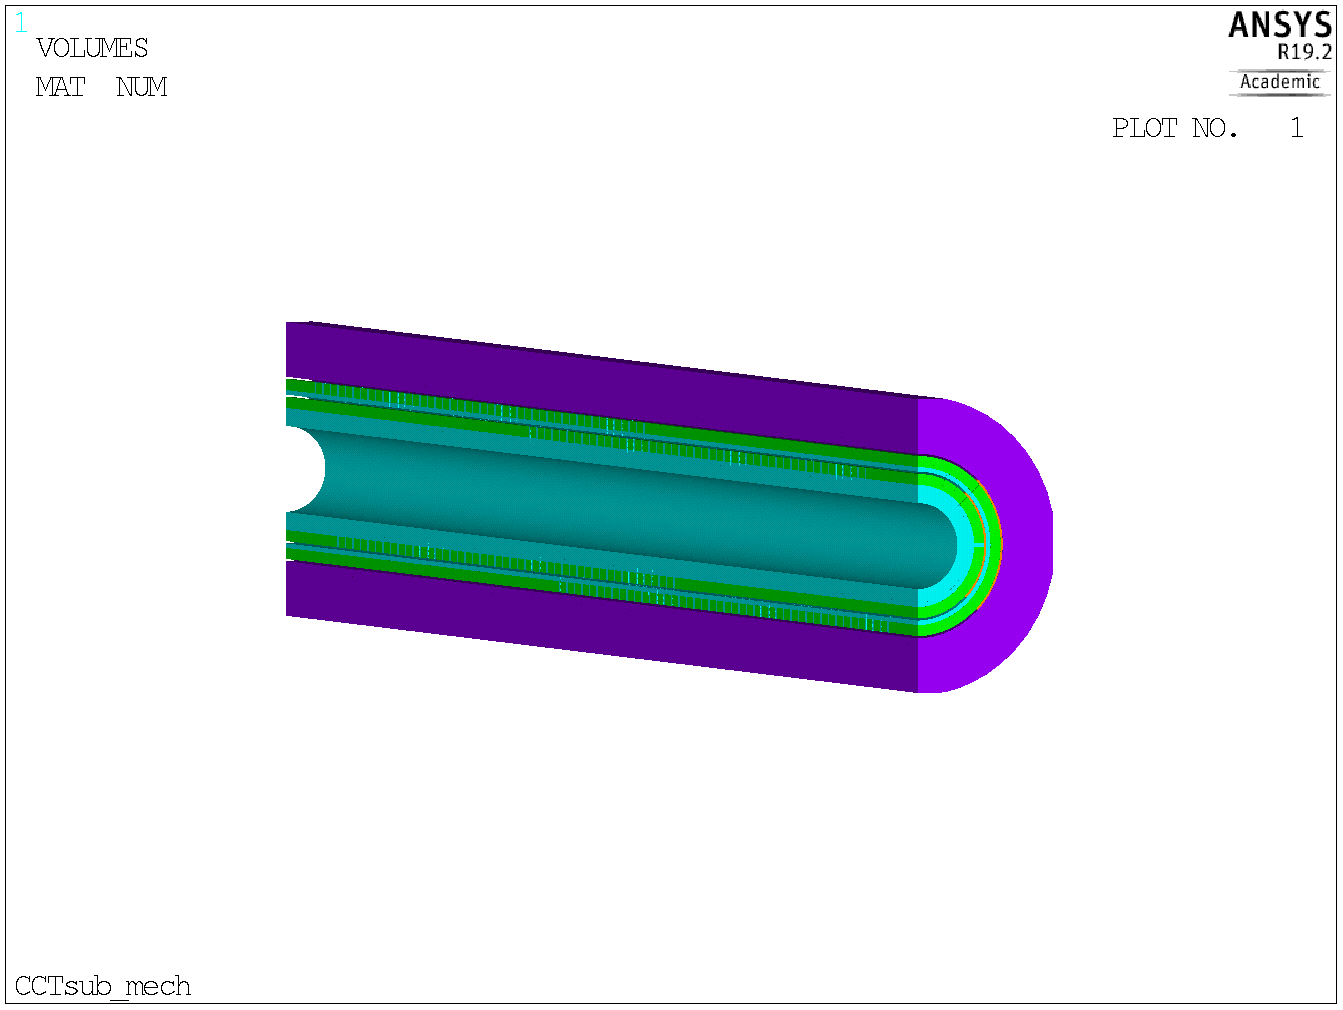 1
VOLUMES
MAT NUM
ANSYS
R19.2
Academic
PLOT NO. 1
CCTsub_mech